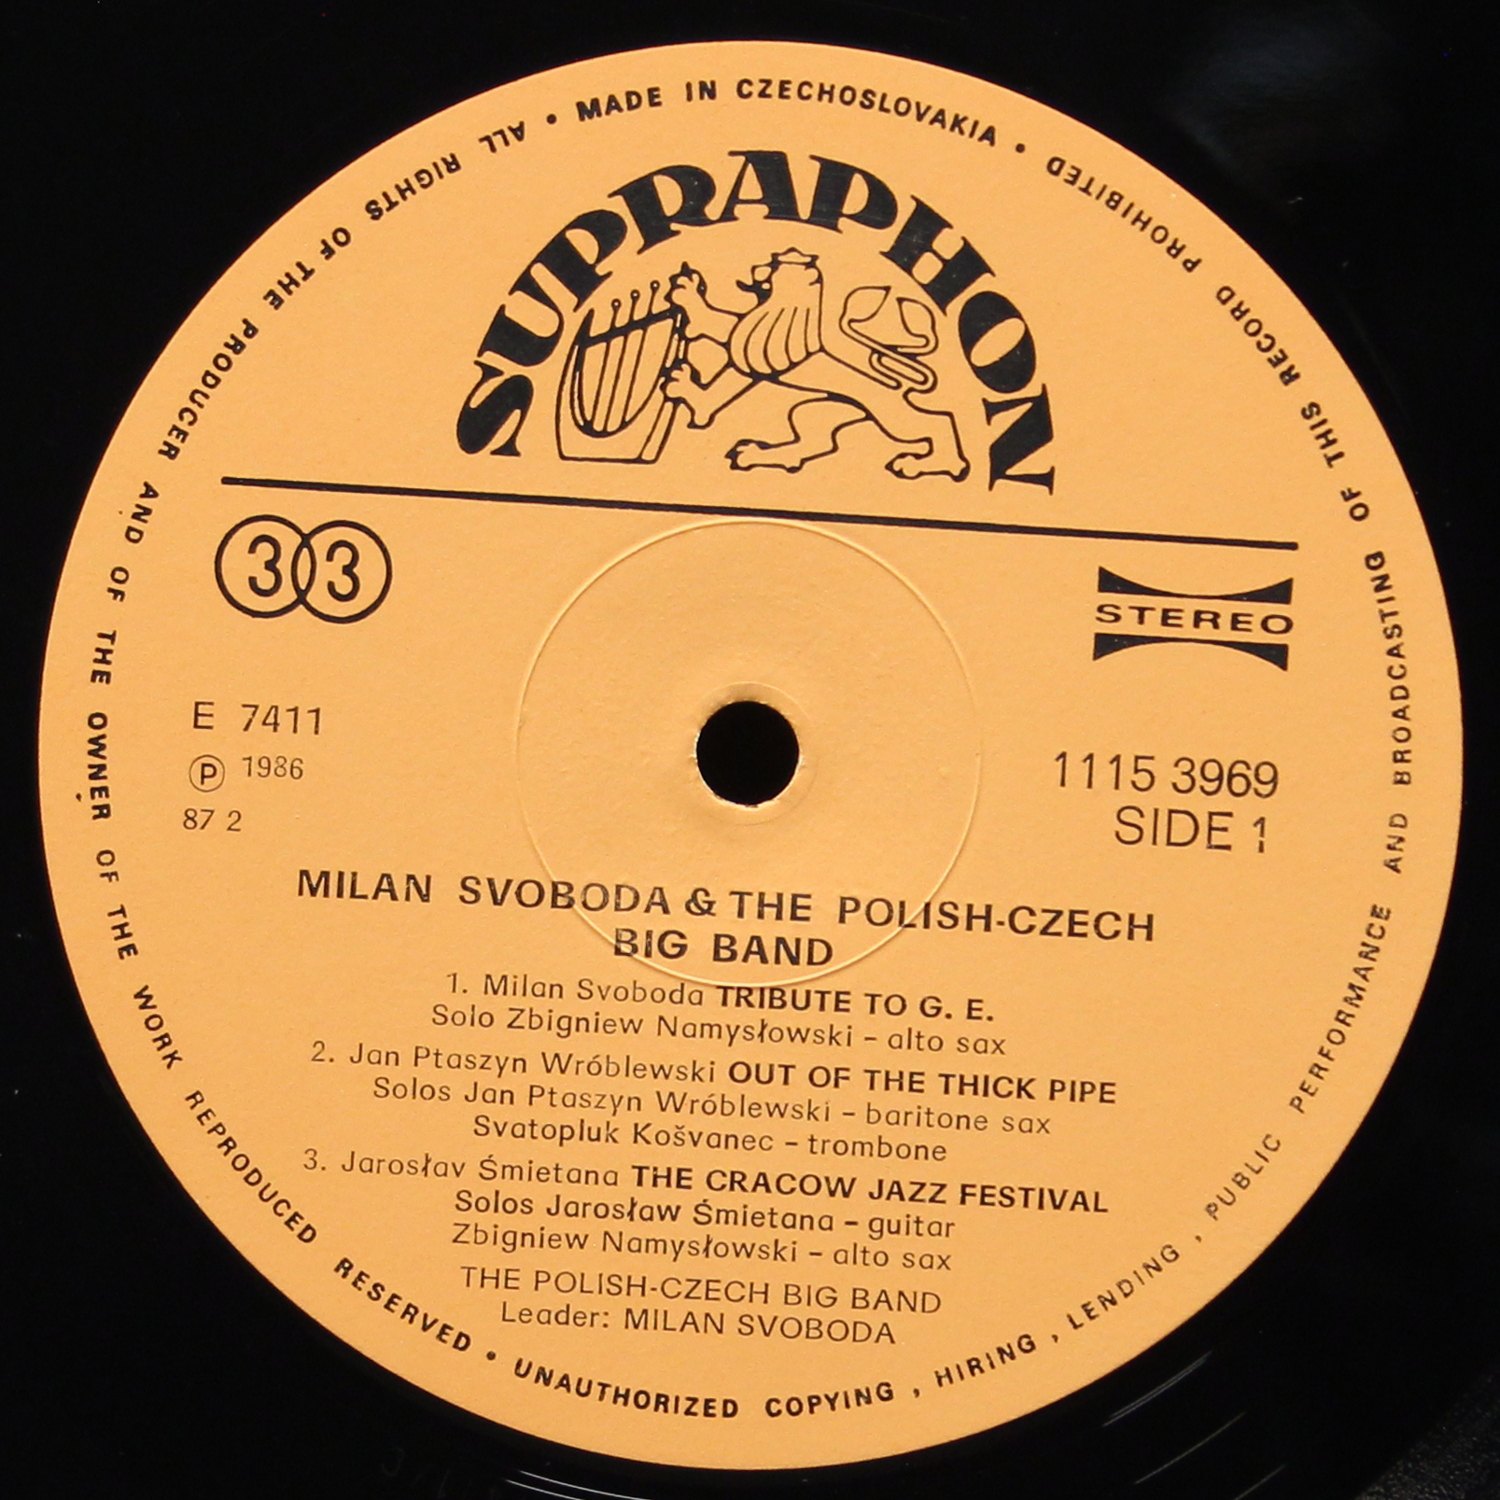 • MADE IN CZECHOSLOVAKIA •
ALL RIGHTS OF THE PRODUCER AND OF THE OWNER OF THE WORK REPRODUCED RESERVED • UNAUTHORIZED COPYING , HIRING , LENDING , PUBLIC PERFORMANCE AND BROADCASTING OF THIS RECORD PROHIBITED
SUPRAPHON
33
STEREO
E 7411
Ⓟ 1986
87 2
1115 3969
SIDE 1
MILAN SVOBODA & THE POLISH-CZECH
BIG BAND
1. Milan Svoboda TRIBUTE TO G. E.
Solo Zbigniew Namysłowski – alto sax
2. Jan Ptaszyn Wróblewski OUT OF THE THICK PIPE
Solos Jan Ptaszyn Wróblewski – baritone sax
Svatopluk Košvanec – trombone
3. Jarosłav Śmietana THE CRACOW JAZZ FESTIVAL
Solos Jarosław Śmietana – guitar
Zbigniew Namysłowski – alto sax
THE POLISH-CZECH BIG BAND
Leader: MILAN SVOBODA